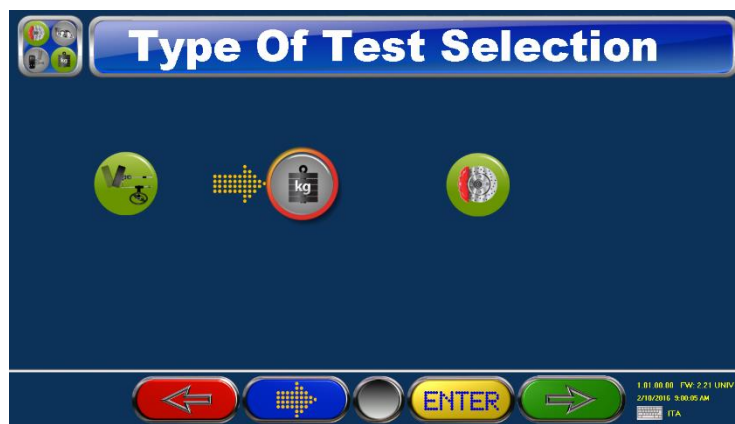 Type Of Test Selection
kg
ENTER
1.01.00.00 FW: 2.21 UNIV
2/18/2016 9:00:05 AM
ITA